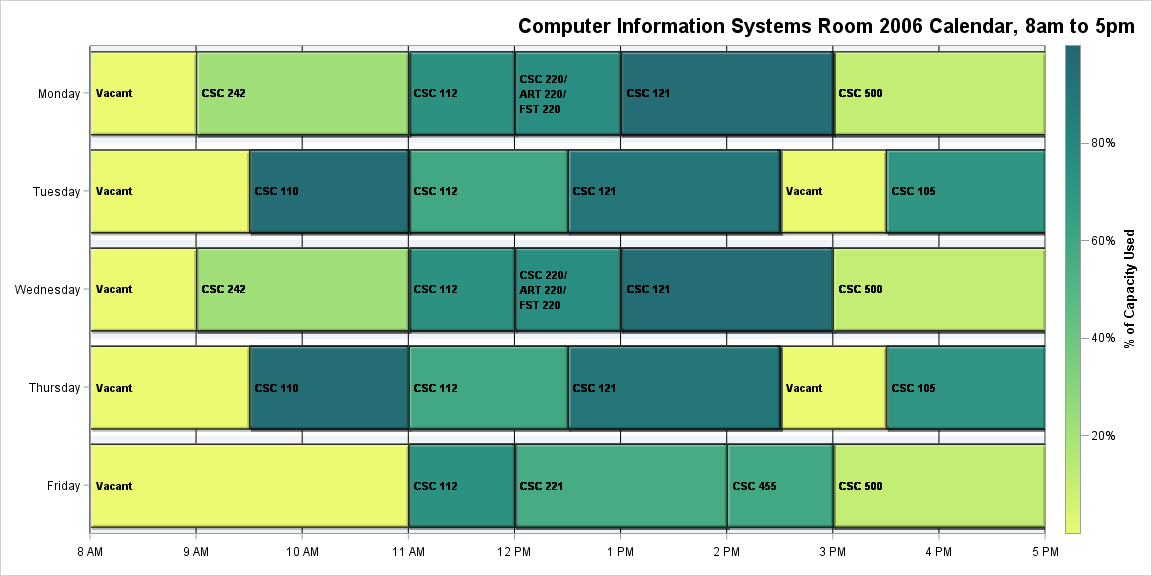 Computer Information Systems Room 2006 Calendar, 8am to 5pm
Monday
Vacant
CSC 242
CSC 112
CSC 220/
ART 220/
FST 220
CSC 121
CSC 500
Tuesday
Vacant
CSC 110
CSC 112
CSC 121
Vacant
CSC 105
Wednesday
Vacant
CSC 242
CSC 112
CSC 220/
ART 220/
FST 220
CSC 121
CSC 500
Thursday
Vacant
CSC 110
CSC 112
CSC 121
Vacant
CSC 105
Friday
Vacant
CSC 112
CSC 221
CSC 455
CSC 500
8 AM
9 AM
10 AM
11 AM
12 PM
1 PM
2 PM
3 PM
4 PM
5 PM
80%
60%
40%
20%
% of Capacity Used